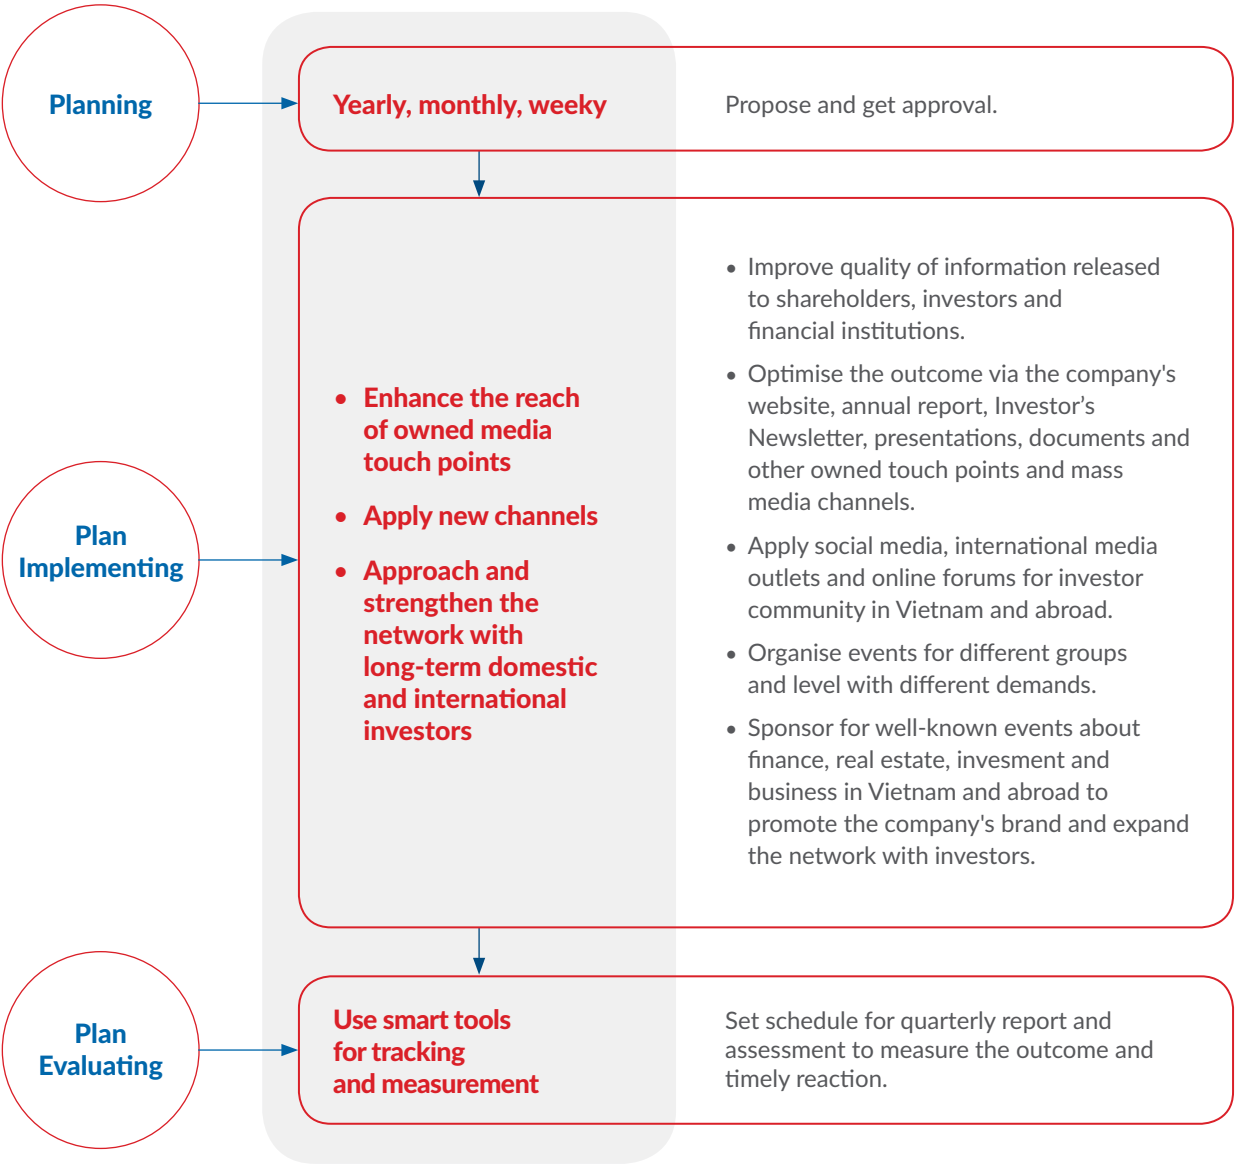 Planning
Yearly, monthly, weeky
Propose and get approval.
Plan
Implementing
• Enhance the reach
of owned media
touch points
• Apply new channels
• Approach and
strengthen the
network with
long-term domestic
and international
investors
• Improve quality of information released
to shareholders, investors and
financial institutions.
• Optimise the outcome via the company's
website, annual report, Investor’s
Newsletter, presentations, documents and
other owned touch points and mass
media channels.
• Apply social media, international media
outlets and online forums for investor
community in Vietnam and abroad.
• Organise events for different groups
and level with different demands.
• Sponsor for well-known events about
finance, real estate, invesment and
business in Vietnam and abroad to
promote the company's brand and expand
the network with investors.
Plan
Evaluating
Use smart tools
for tracking
and measurement
Set schedule for quarterly report and
assessment to measure the outcome and
timely reaction.